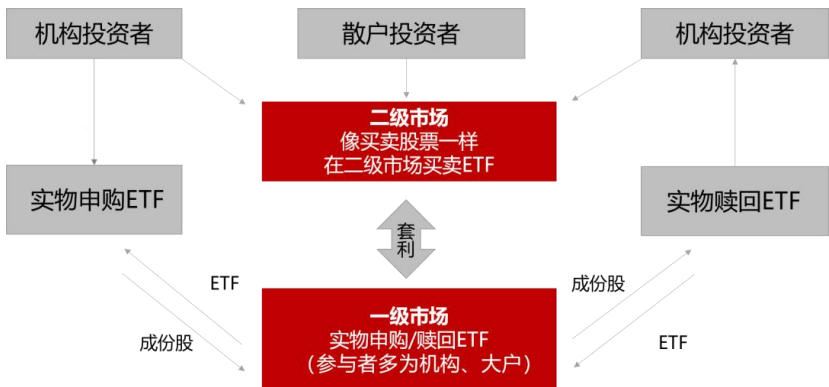 机构投资者
散户投资者
机构投资者
二级市场
像买卖股票一样
在二级市场买卖ETF
实物申购ETF
实物赎回ETF
套利
ETF
成份股
成份股
ETF
一级市场
实物申购/赎回ETF
（参与者多为机构、大户）